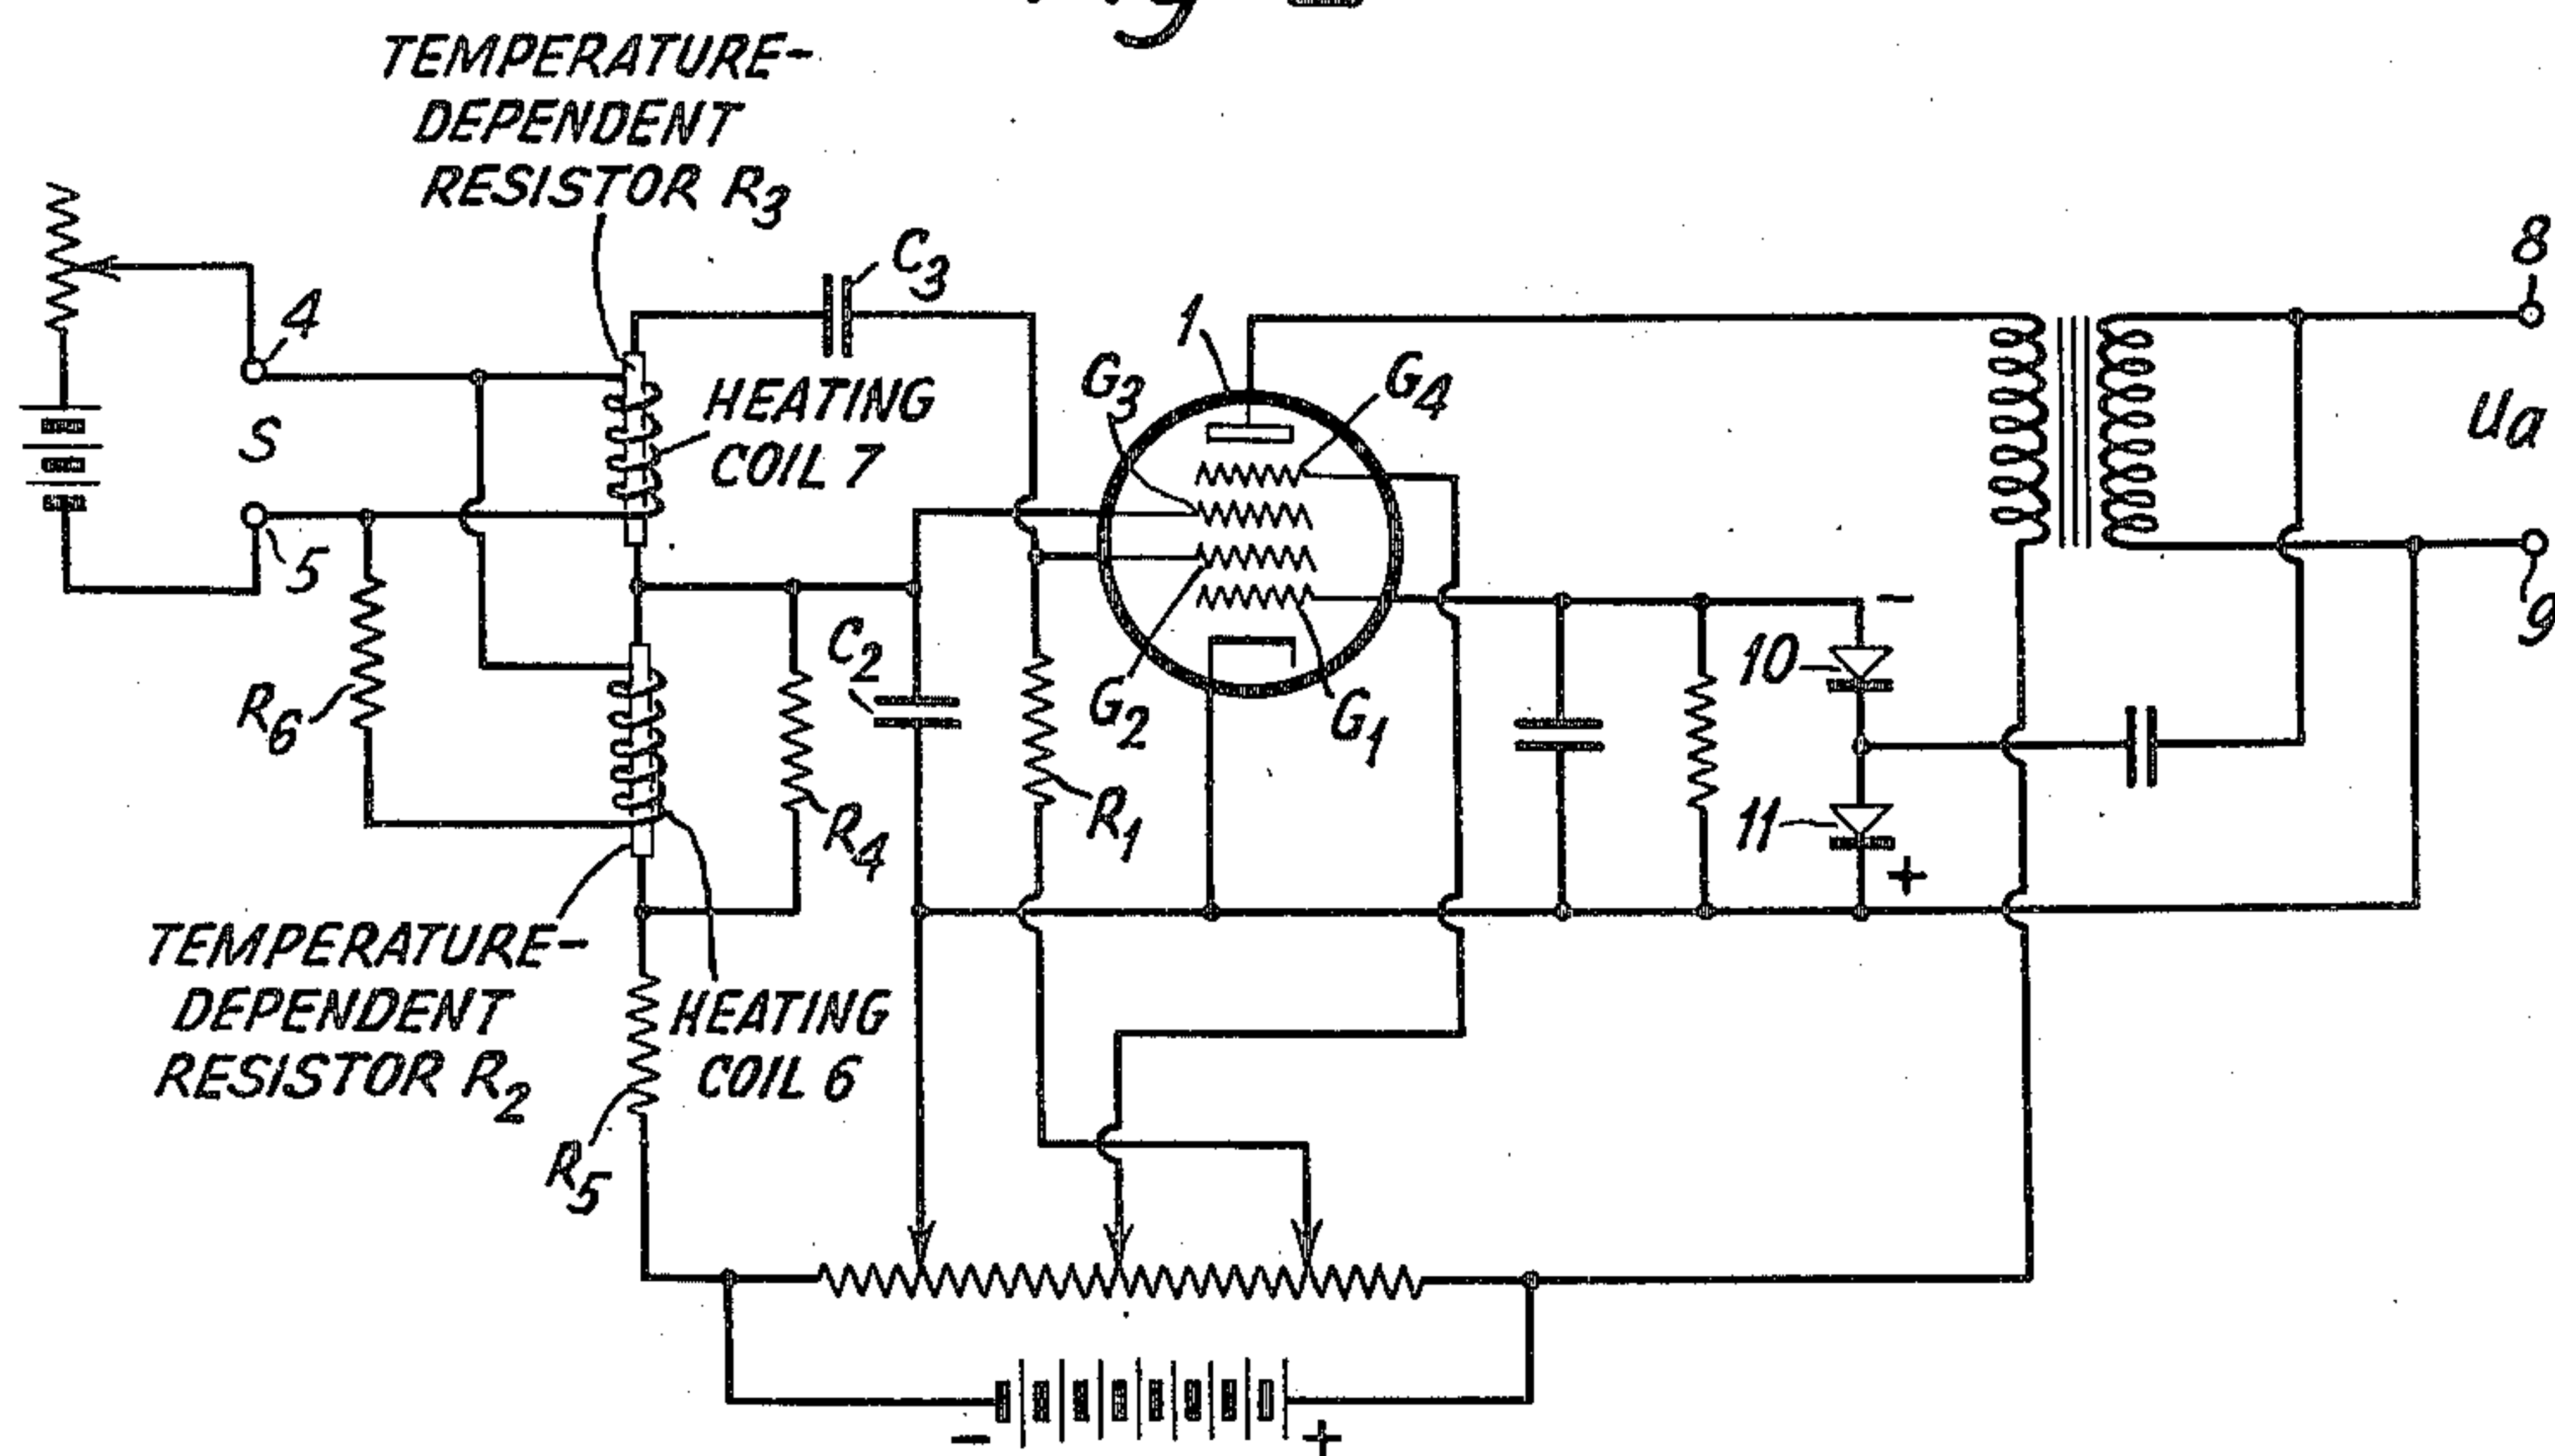 TEMPERATURE-
DEPENDENT
RESISTOR R3
C3
8
4
1
G3
G4
HEATING
COIL 7
S
Ua
5
9
C2
10
R6
G2
G1
R4
R1
11
+
-
TEMPERATURE-
DEPENDENT
RESISTOR R2
HEATING
COIL 6
R5
-
+